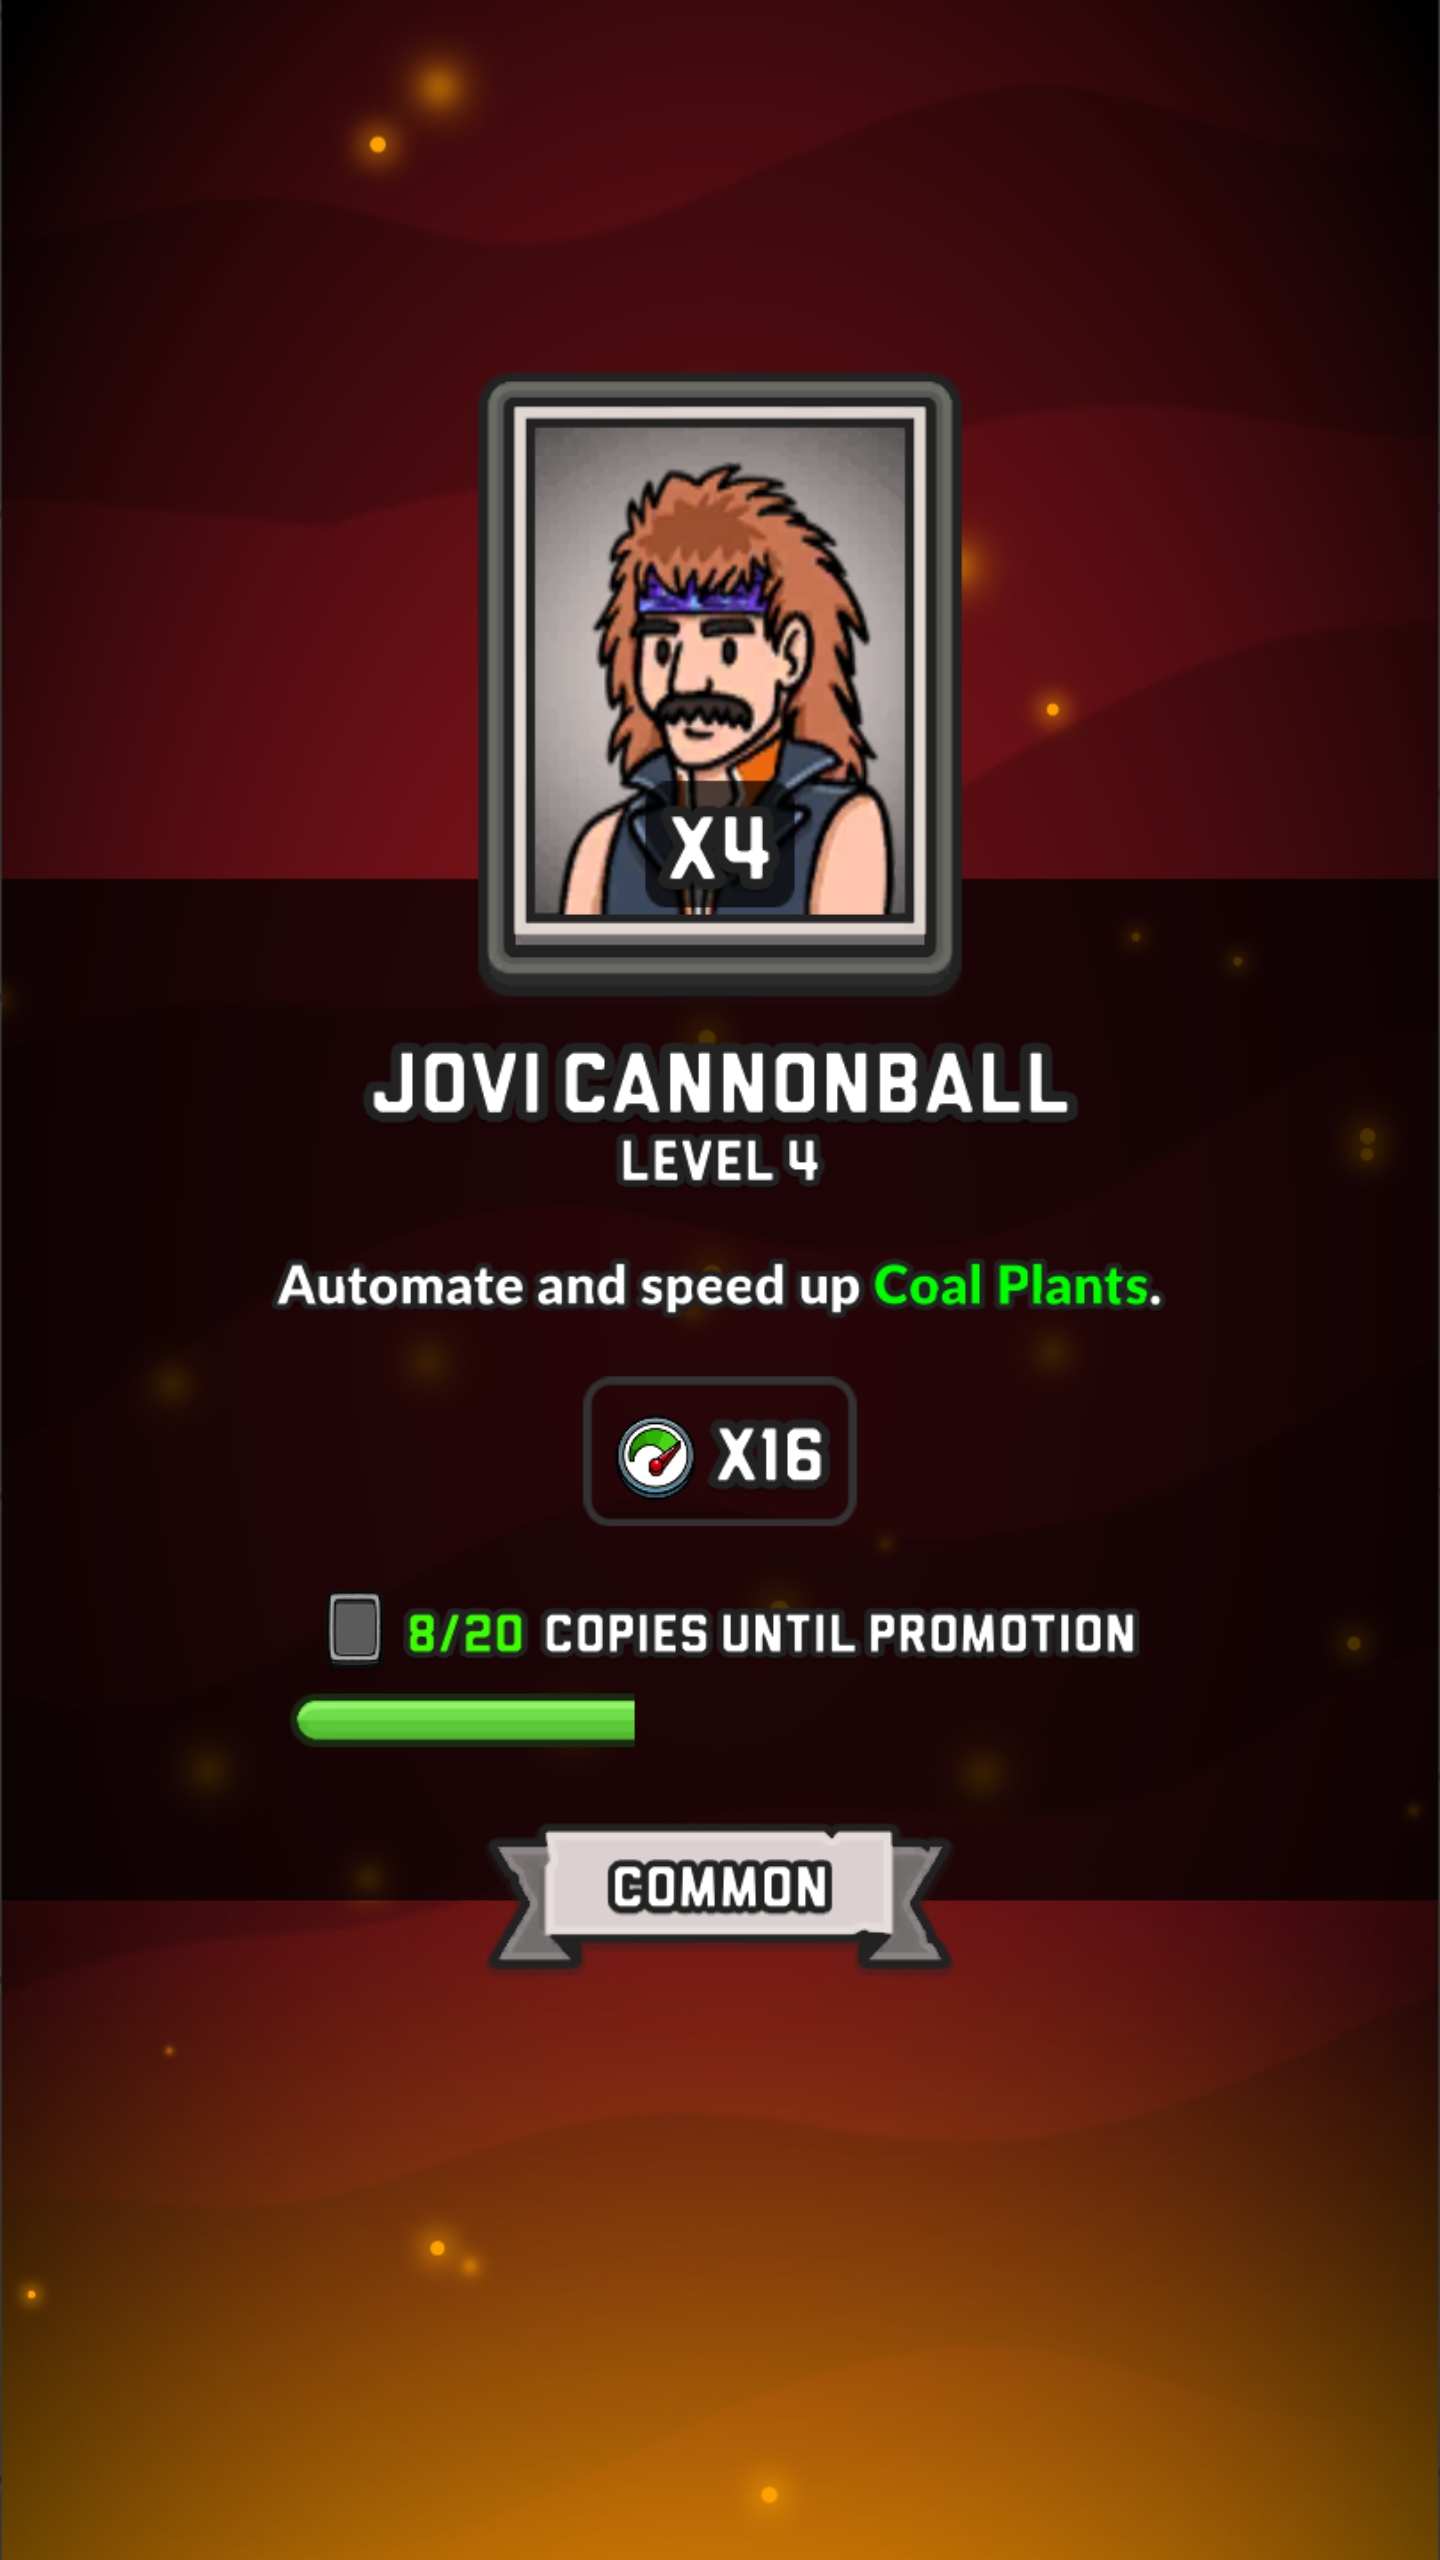 X4
JOVI CANNONBALL
LEVEL 4
Automate and speed up Coal Plants.
X16
8/20 COPIES UNTIL PROMOTION
COMMON